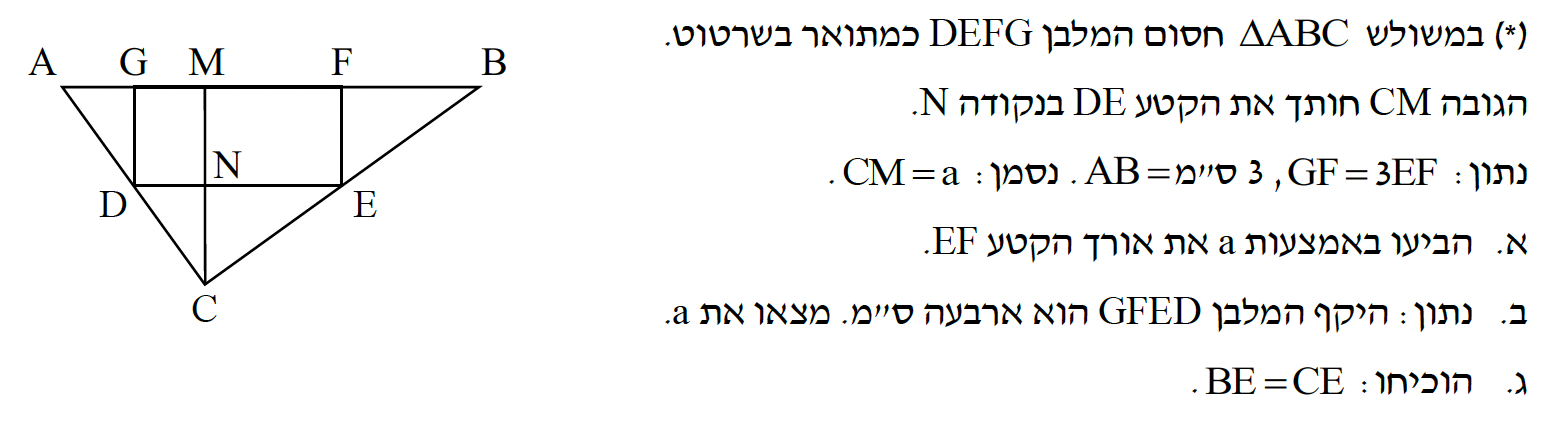 (*) במשולש ΔABC חסום המלבן DEFG כמתואר בשרטוט.
הגובה CM חותך את הקטע DE בנקודה N.
נתון: GF=3EF, 3 ס״מ=AB. נסמן: CM=a.
א. הביעו באמצעות a את אורך הקטע EF.
ב. נתון: היקף המלבן GFED הוא ארבעה ס״מ. מצאו את a.
ג. הוכיחו: BE=CE.
A G M F B
N
D E
C